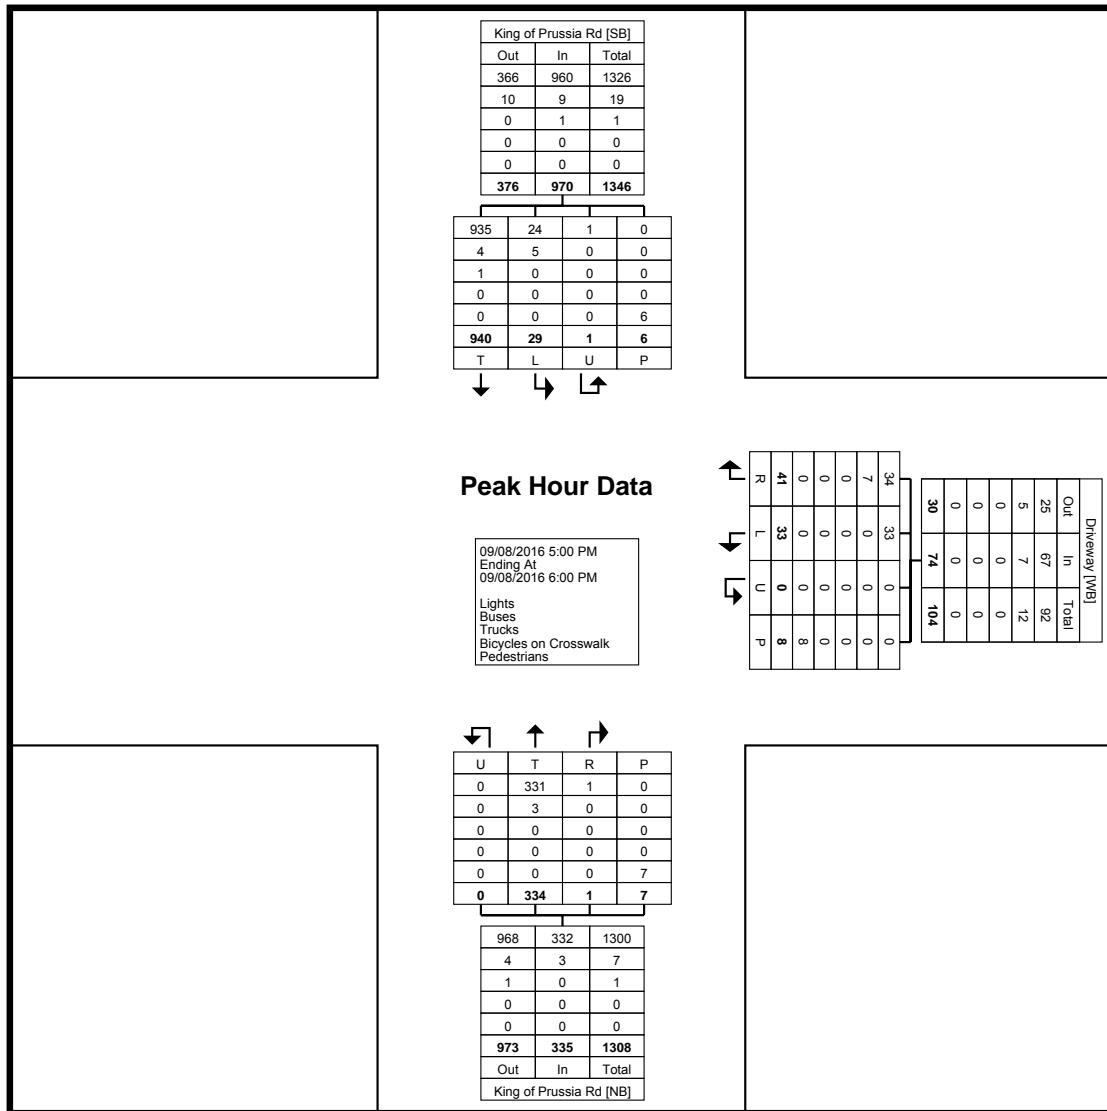 King of Prussia Rd [SB]
Out In Total
366 960 1326
10 9 19
0 1 1
0 0 0
0 0 0
376 970 1346
935 24 1 0
4 5 0 0
1 0 0 0
0 0 0 0
0 0 0 6
940 29 1 6
T L U P
Peak Hour Data
09/08/2016 5:00 PM
Ending At
09/08/2016 6:00 PM
Lights
Buses
Trucks
Bicycles on Crosswalk
Pedestrians
Driveway [WB]
Out In Total
25 67 92
5 7 12
0 0 0
0 0 0
0 0 0
30 74 104
34 33 0 0
7 0 0 0
0 0 0 0
0 0 0 0
0 0 0 8
41 33 0 8
R L U P
U T R P
0 331 1 0
0 3 0 0
0 0 0 0
0 0 0 0
0 0 0 7
0 334 1 7
968 332 1300
4 3 7
1 0 1
0 0 0
0 0 0
973 335 1308
Out In Total
King of Prussia Rd [NB]